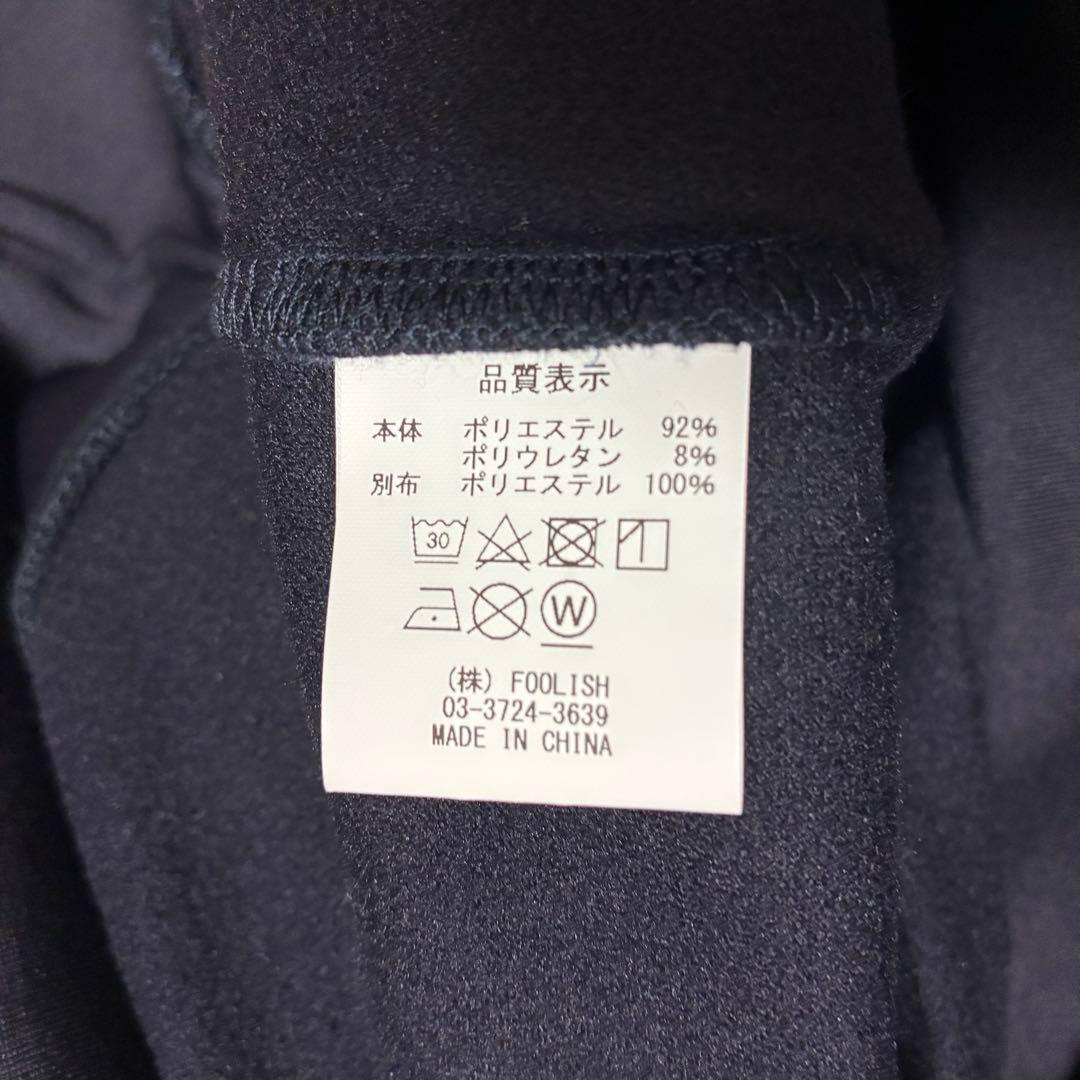 品質表示
本体 ポリエステル 92%
ポリウレタン 8%
別布 ポリエステル 100%
30
W
(株) FOOLISH
03-3724-3639
MADE IN CHINA